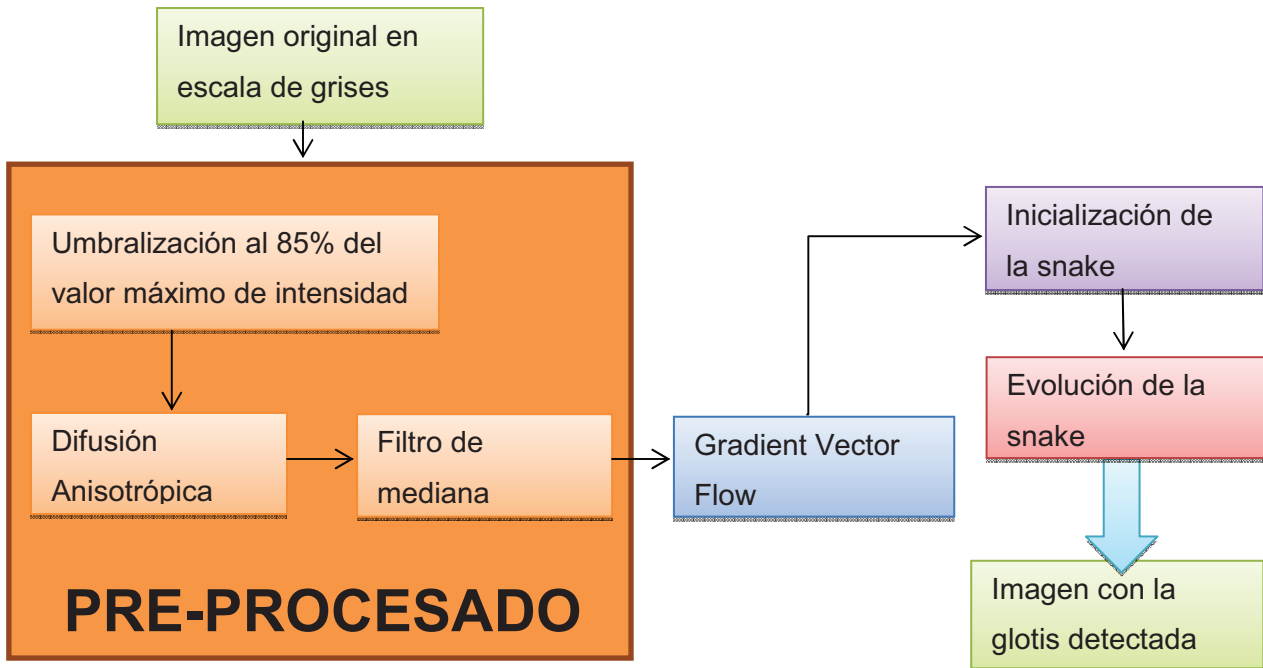 Imagen original en
escala de grises
Umbralización al 85% del
valor máximo de intensidad
Difusión
Anisotrópica
Filtro de
mediana
PRE-PROCESADO
Gradient Vector
Flow
Inicialización de
la snake
Evolución de la
snake
Imagen con la
glotis detectada